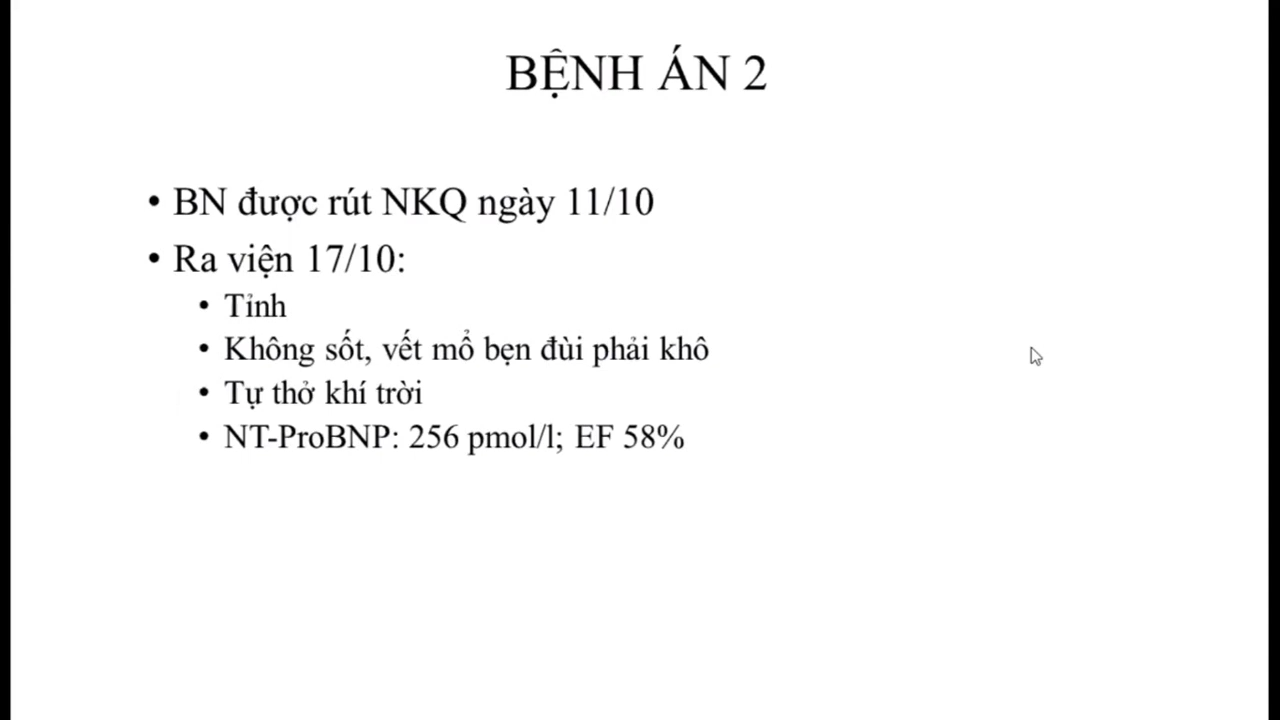 BỆNH ÁN 2
• BN được rút NKQ ngày 11/10
• Ra viện 17/10:
• Tỉnh
• Không sốt, vết mổ bẹn đùi phải khô
• Tự thở khí trời
• NT-ProBNP: 256 pmol/l; EF 58%